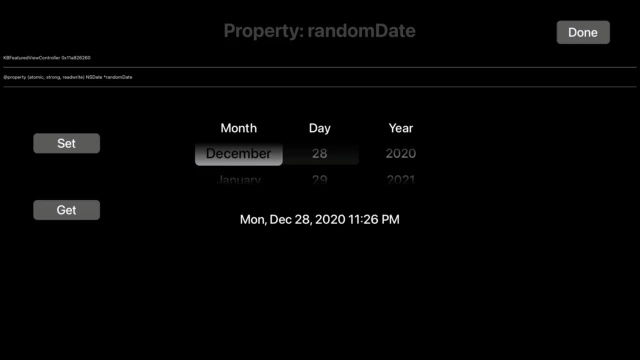 Property: randomDate
Done
KBFeaturedViewController 0x11a826260
@property (atomic, strong, readwrite) NSDate *randomDate
Month Day Year
Set
December 28 2020
January 29 2021
Get
Mon, Dec 28, 2020 11:26 PM